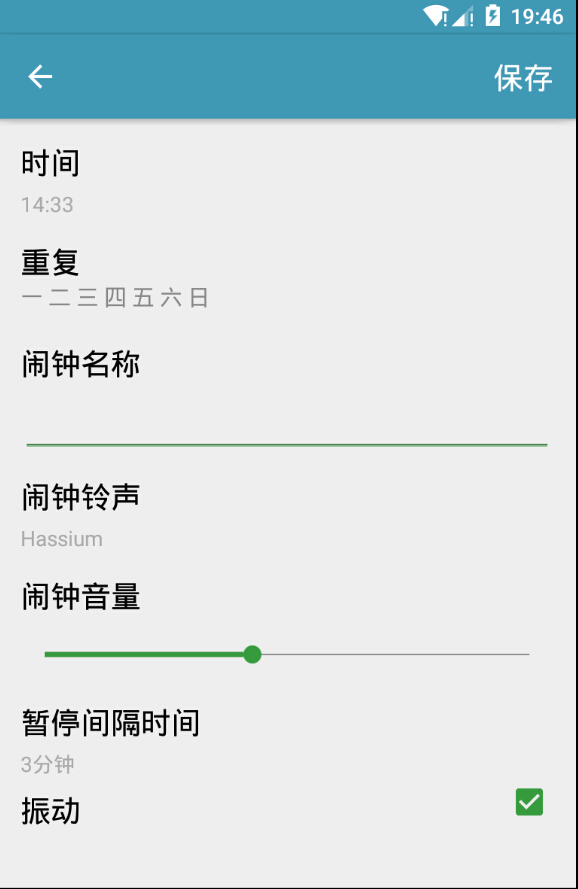 19:46
保存
时间
14:33
重复
一 二 三 四 五 六 日
闹钟名称
闹钟铃声
Hassium
闹钟音量
暂停间隔时间
3分钟
振动